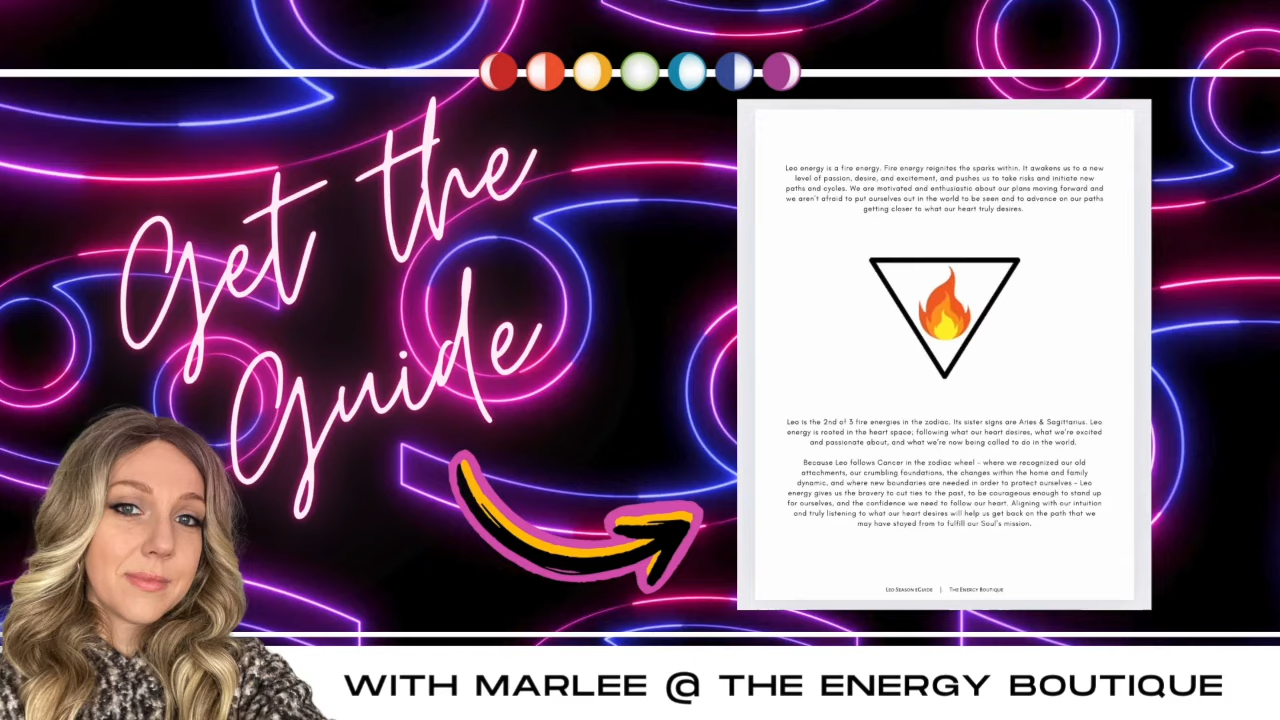 Get the
Guide
Leo energy is a fire energy. Fire energy reignites the sparks within. It awakens us to a new
level of passion, desire, and excitement, and pushes us to take risks and initiate new
paths and cycles. We are motivated and enthusiastic about our plans moving forward and
we aren't afraid to put ourselves out in the world to be seen and to advance on our paths
getting closer to what our heart truly desires.
Leo is the 2nd of 3 fire energies in the zodiac. Its sister signs are Aries & Sagittarius. Leo
energy is rooted in the heart space; following what our heart desires, what we're excited
and passionate about, and what we're now being called to do in the world.
Because Leo follows Cancer in the zodiac wheel - where we recognized our old
attachments, our crumbling foundations, the changes within the home and family
dynamic, and where new boundaries are needed in order to protect ourselves - Leo
energy gives us the bravery to cut ties to the past, to be courageous enough to stand up
for ourselves, and the confidence we need to follow our heart. Aligning with our intuition
and truly listening to what our heart desires will help us get back on the path that we
may have stayed from to fulfill our Soul's mission.
Leo Season eGuide | The Energy Boutique
WITH MARLEE @ THE ENERGY BOUTIQUE